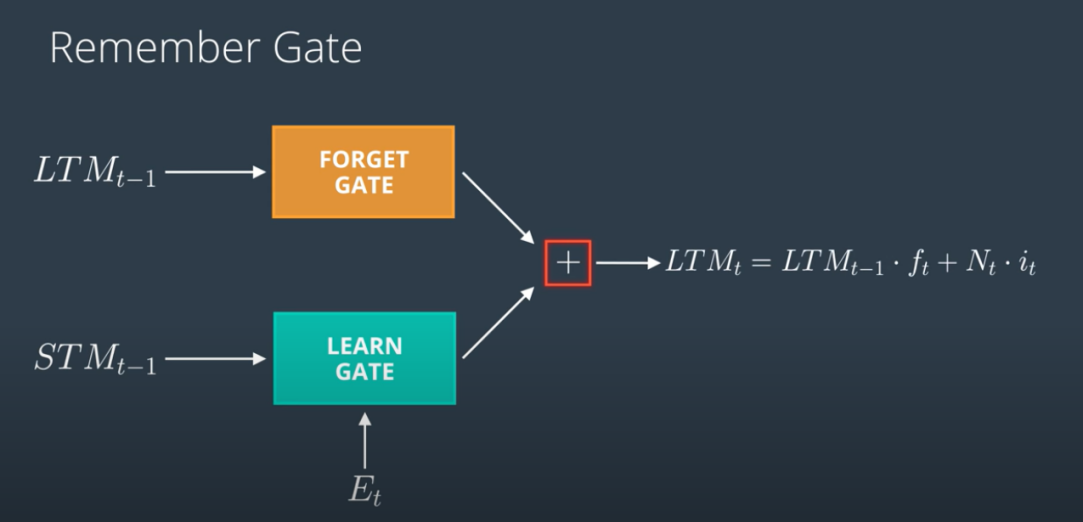 Remember Gate
LTM_{t−1}
FORGET
GATE
+
LTM_t = LTM_{t−1} · f_t + N_t · i_t
STM_{t−1}
LEARN
GATE
E_t